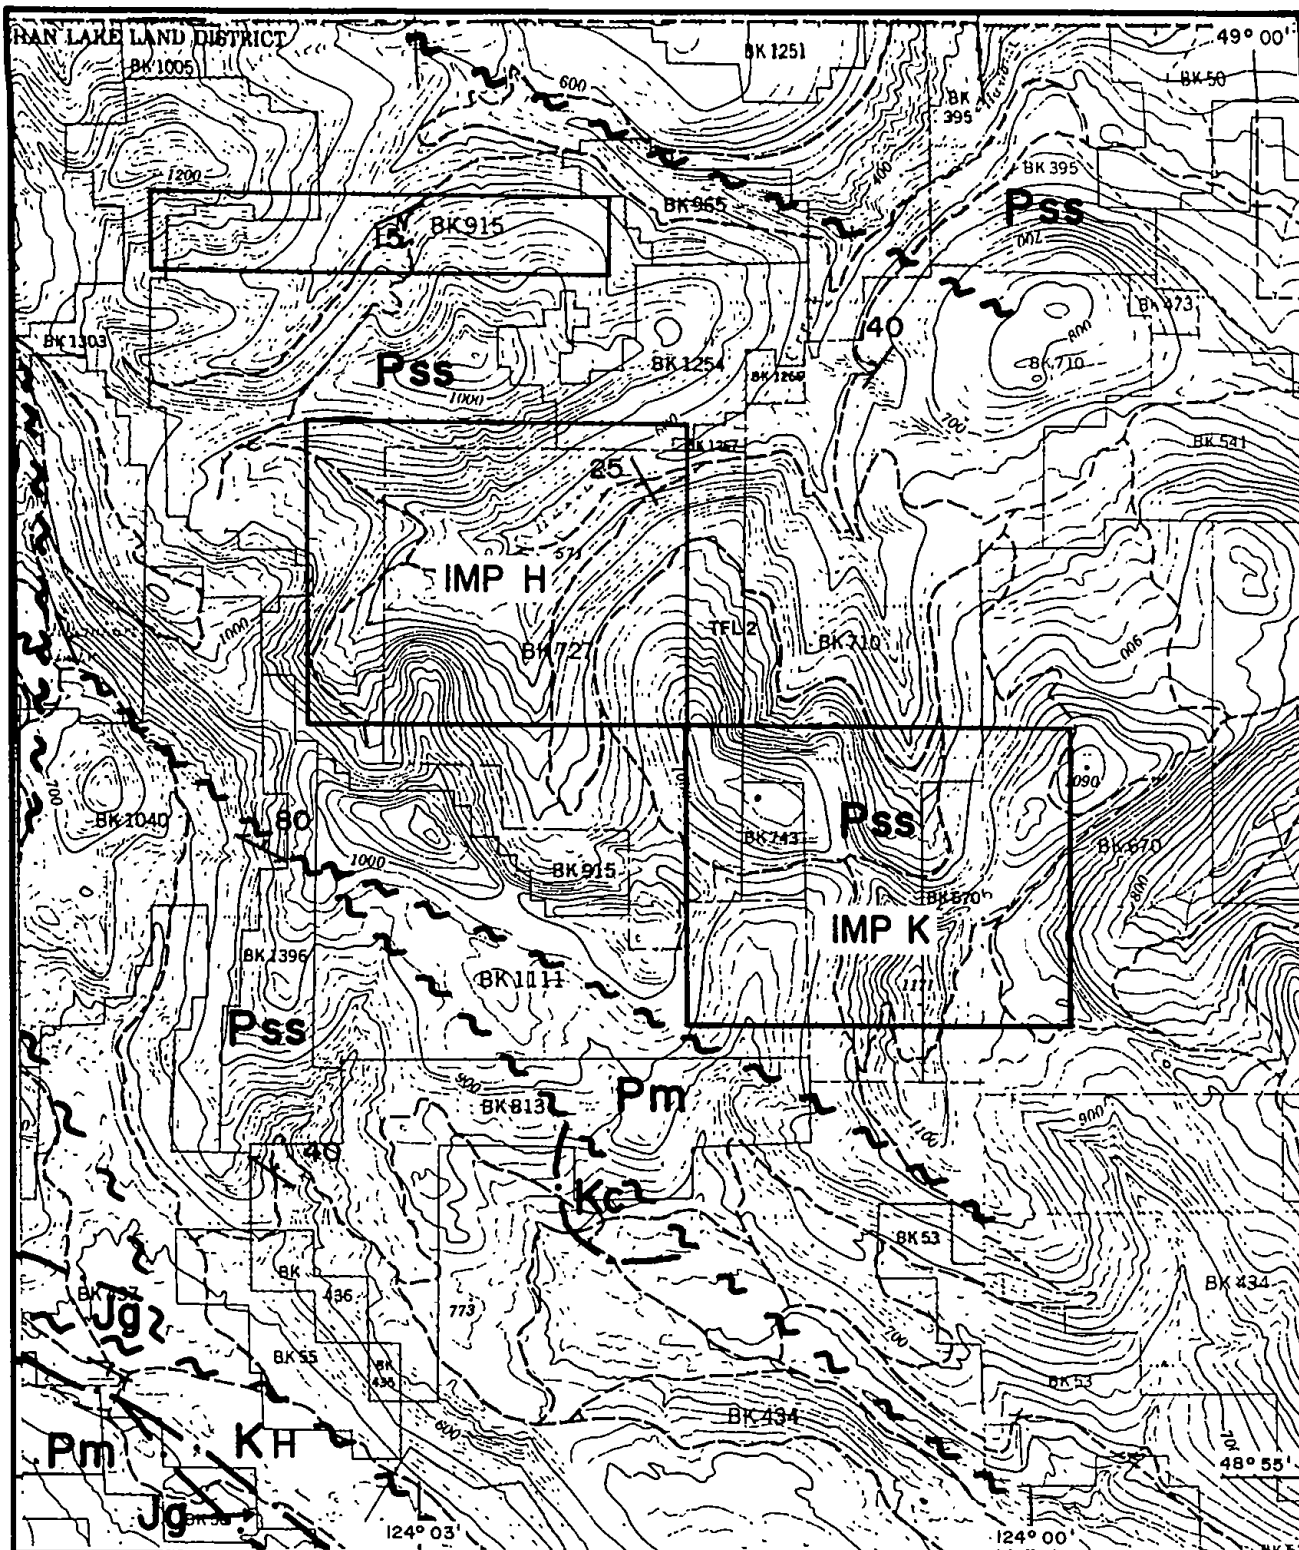 HAN LAKE LAND DISTRICT
BK 1005
600
BK 1251
49° 00'
BK 50
BK
395
400
1200
BK 395
BK 965
Pss
700
15
BK 915
BK 473
40
800
BK 1303
Pss
BK 1254
BK 710
1000
700
BK 541
25
IMP H
TFL 2
1000
BK 727
BK 710
900
700
1090
BK 1040
80
Pss
BK 743
BK 670
1000
BK 915
800
IMP K
BK 1396
BK 1111
1171
Pss
900
BK 813
Pm
900
1100
40
Kc
BK
BK 53
BK 434
BK 437
436
773
Jg
700
BK 55
BK
BK 53
BK 434
600
Pm
KH
48° 55'
Jg
124° 03'
124° 00'